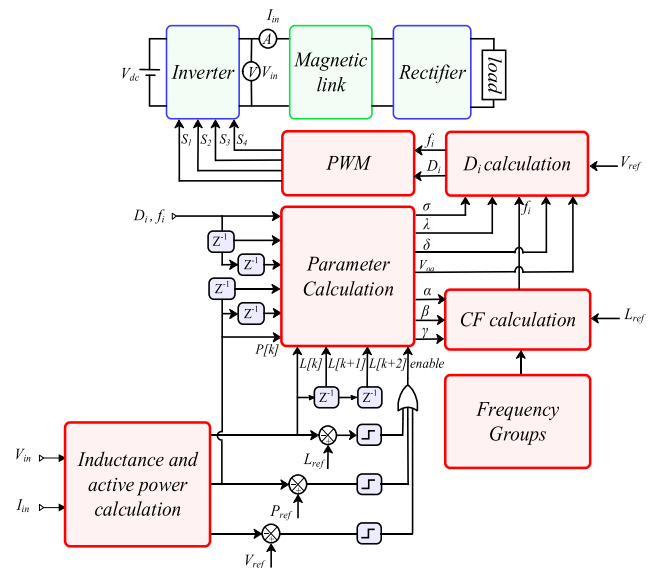 I_in
V_dc
Inverter
A
V
V_in
Magnetic
link
Rectifier
load
S_1
S_2
S_3
S_4
PWM
f_i
D_i
D_i calculation
V_ref
f_i
D_i , f_i
Z^-1
Z^-1
Z^-1
Z^-1
P[k]
Parameter
Calculation
σ
λ
δ
V_oa
α
β
γ
CF calculation
L_ref
L[k]
L[k+1]
L[k+2]
enable
Z^-1
Z^-1
Frequency
Groups
V_in
I_in
Inductance and
active power
calculation
L_ref
P_ref
V_ref